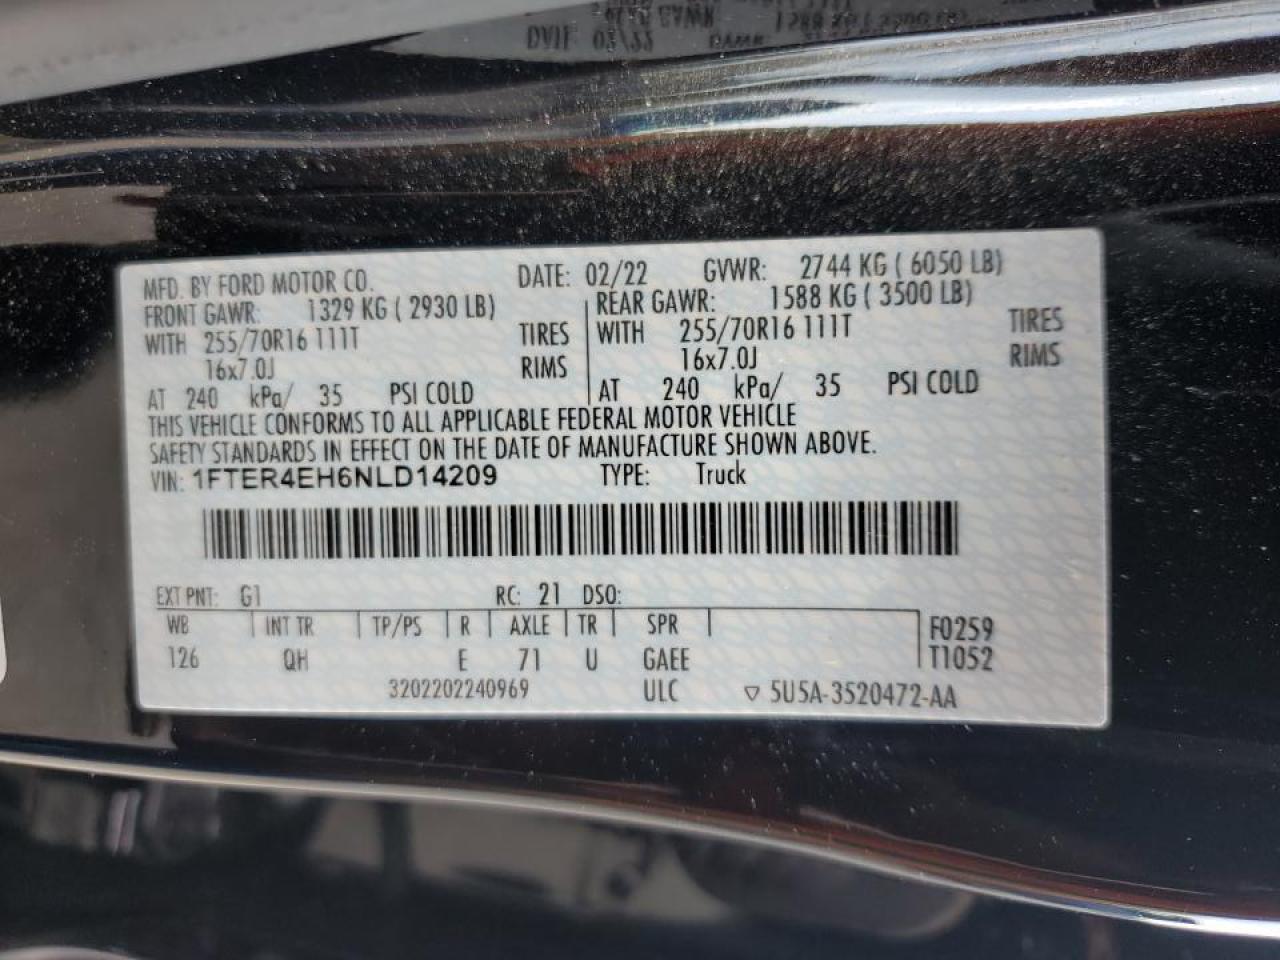 MFD. BY FORD MOTOR CO. DATE: 02/22 GVWR: 2744 KG ( 6050 LB)
FRONT GAWR: 1329 KG ( 2930 LB) REAR GAWR: 1588 KG ( 3500 LB)
WITH 255/70R16 111T TIRES WITH 255/70R16 111T TIRES
16x7.0J RIMS 16x7.0J RIMS
AT 240 kPa/ 35 PSI COLD AT 240 kPa/ 35 PSI COLD
THIS VEHICLE CONFORMS TO ALL APPLICABLE FEDERAL MOTOR VEHICLE
SAFETY STANDARDS IN EFFECT ON THE DATE OF MANUFACTURE SHOWN ABOVE.
VIN: 1FTER4EH6NLD14209 TYPE: Truck
EXT PNT: G1 RC: 21 DSO:
WB INT TR TP/PS R AXLE TR SPR F0259
126 QH E 71 U GAEE T1052
3202202240969 ULC ▽ 5U5A-3520472-AA